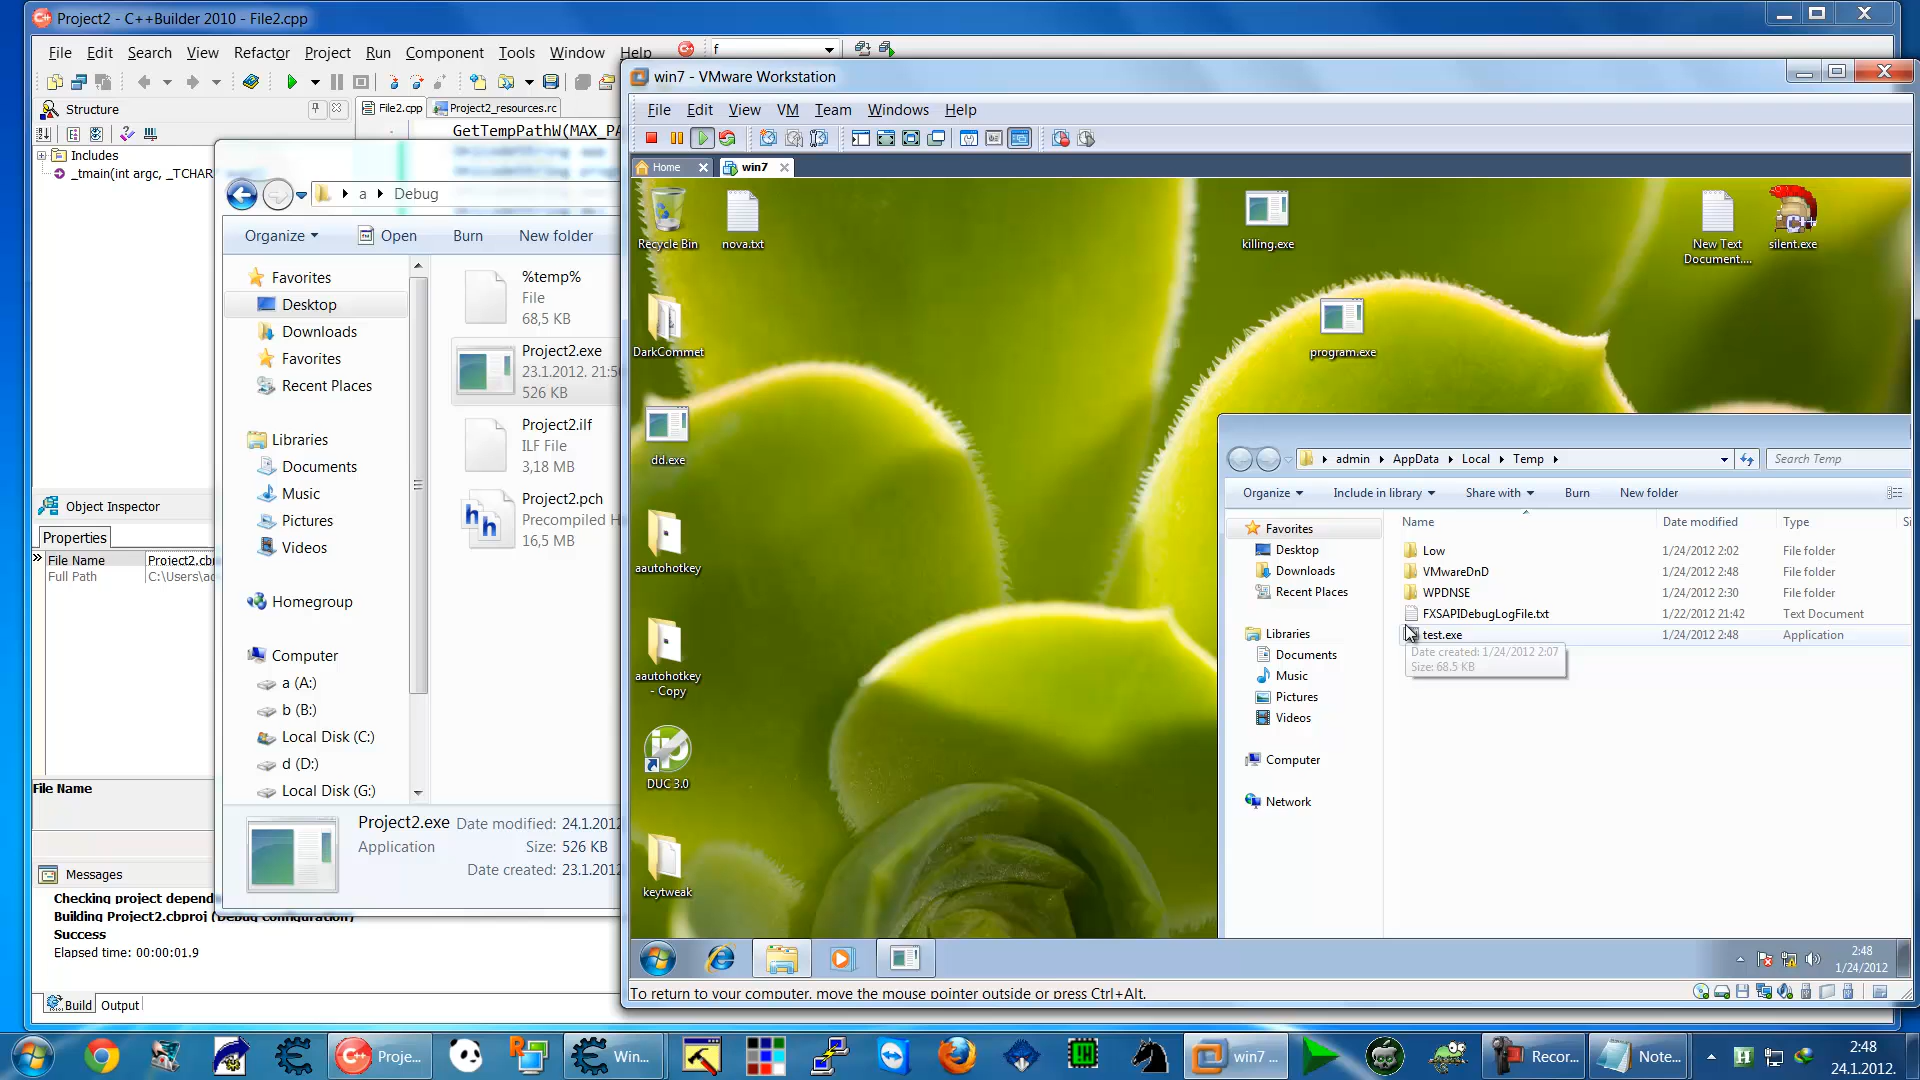 Project2 - C++Builder 2010 - File2.cpp
File Edit Search View Refactor Project Run Component Tools Window Help
f
Structure
File2.cpp
Project2_resources.rc
GetTempPathW(MAX_PA
Includes
_tmain(int argc, _TCHAR
Object Inspector
Properties
File Name Project2.cb
Full Path C:\Users\a
File Name
Messages
Checking project depend
Building Project2.cbproj (Debug configuration)
Success
Elapsed time: 00:00:01.9
Build Output
a Debug
Organize Open Burn New folder
Favorites
Desktop
Downloads
Favorites
Recent Places
Libraries
Documents
Music
Pictures
Videos
Homegroup
Computer
a (A:)
b (B:)
Local Disk (C:)
d (D:)
Local Disk (G:)
%temp%
File
68,5 KB
Project2.exe
23.1.2012. 21:5
526 KB
Project2.ilf
ILF File
3,18 MB
Project2.pch
Precompiled H
16,5 MB
Project2.exe Date modified: 24.1.2012
Application Size: 526 KB
Date created: 23.1.2012
win7 - VMware Workstation
File Edit View VM Team Windows Help
Home win7
Recycle Bin
nova.txt
killing.exe
New Text
Document....
silent.exe
DarkCommet
program.exe
dd.exe
aautohotkey
aautohotkey
- Copy
DUC 3.0
keytweak
admin AppData Local Temp
Search Temp
Organize Include in library Share with Burn New folder
Favorites
Desktop
Downloads
Recent Places
Libraries
Documents
Music
Pictures
Videos
Computer
Network
Name Date modified Type Si
Low 1/24/2012 2:02 File folder
VMwareDnD 1/24/2012 2:48 File folder
WPDNSE 1/24/2012 2:30 File folder
FXSAPIDebugLogFile.txt 1/22/2012 21:42 Text Document
test.exe 1/24/2012 2:48 Application
Date created: 1/24/2012 2:07
Size: 68.5 KB
2:48
1/24/2012
To return to your computer, move the mouse pointer outside or press Ctrl+Alt.
Proje...
Win...
win7 ...
Recor...
Note...
2:48
24.1.2012.